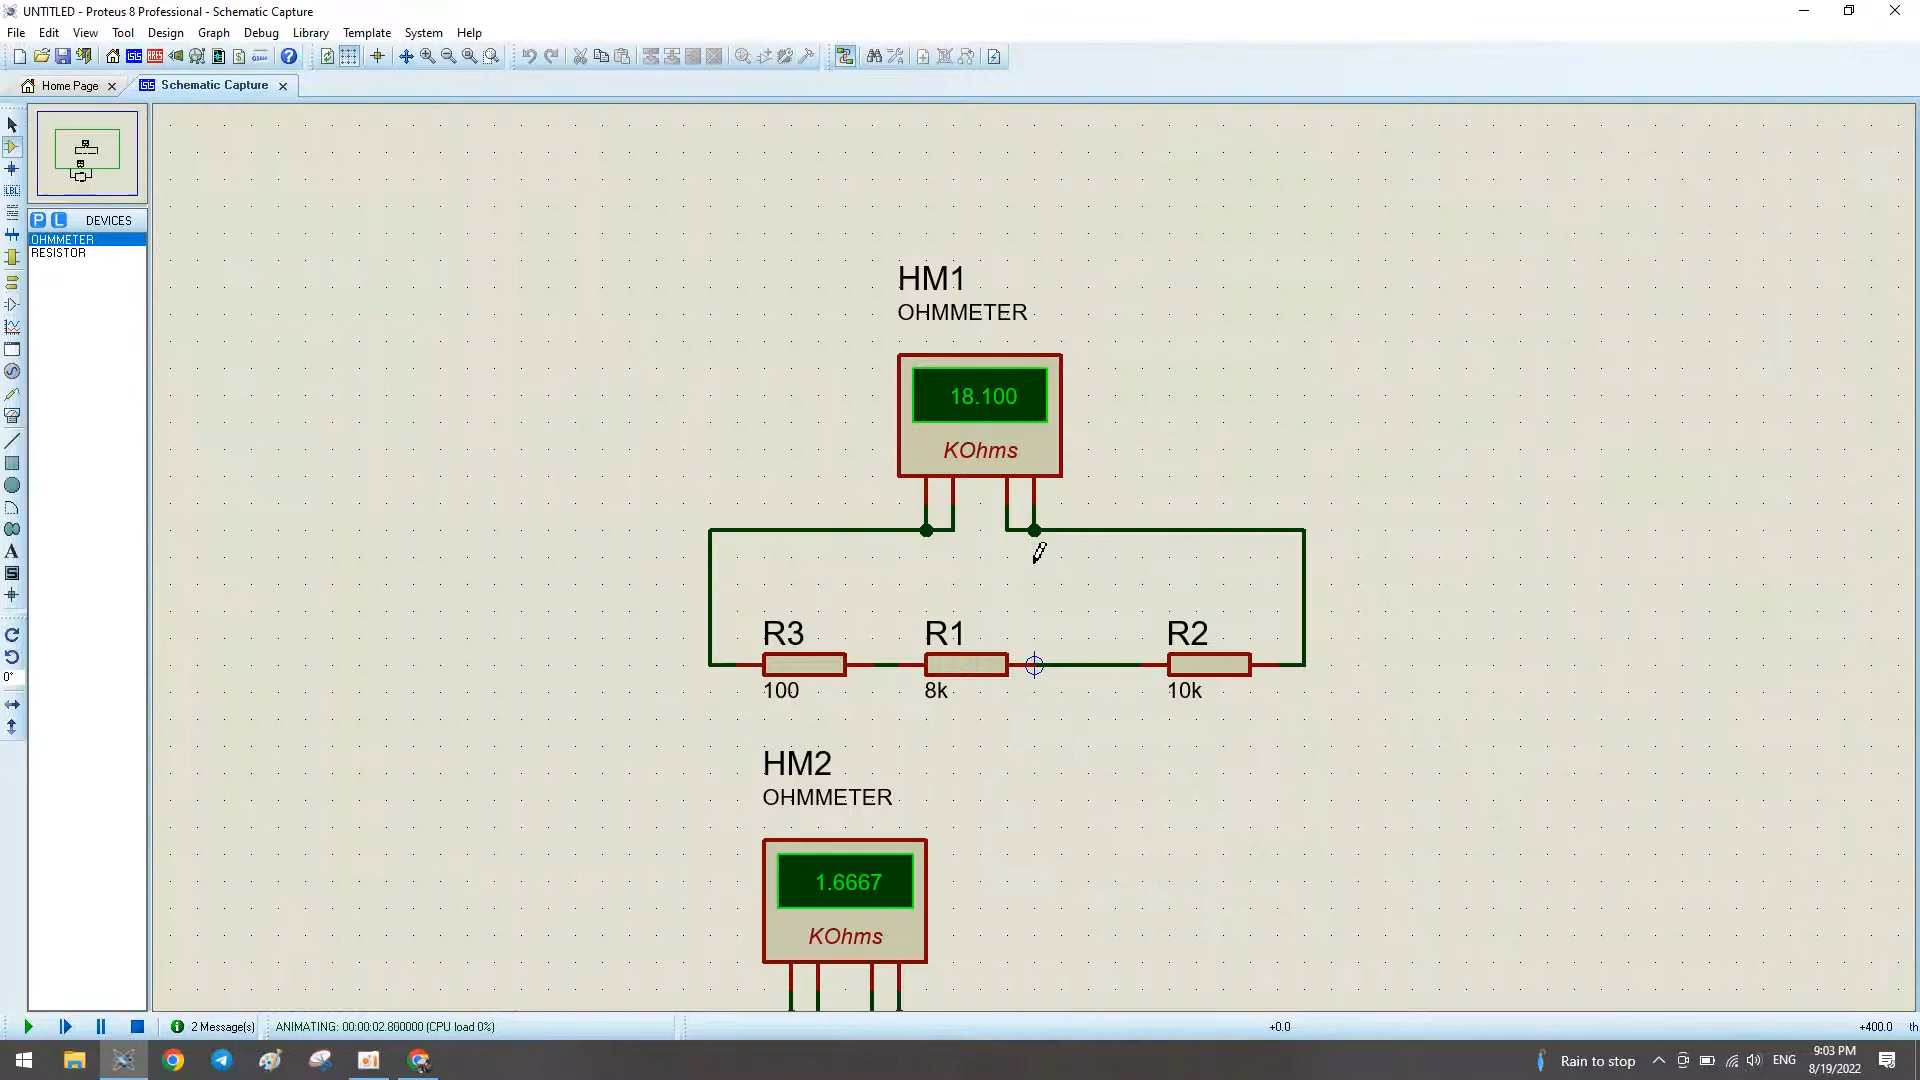 UNTITLED - Proteus 8 Professional - Schematic Capture
File Edit View Tool Design Graph Debug Library Template System Help
Home Page
Schematic Capture
P L DEVICES
OHMMETER
RESISTOR
LBL
A
S
0°
HM1
OHMMETER
18.100
KOhms
R3 R1 R2
100 8k 10k
HM2
OHMMETER
1.6667
KOhms
2 Message(s) ANIMATING: 00:00:02.800000 (CPU load 0%) +0.0 +400.0 th
Rain to stop ENG 9:03 PM
8/19/2022